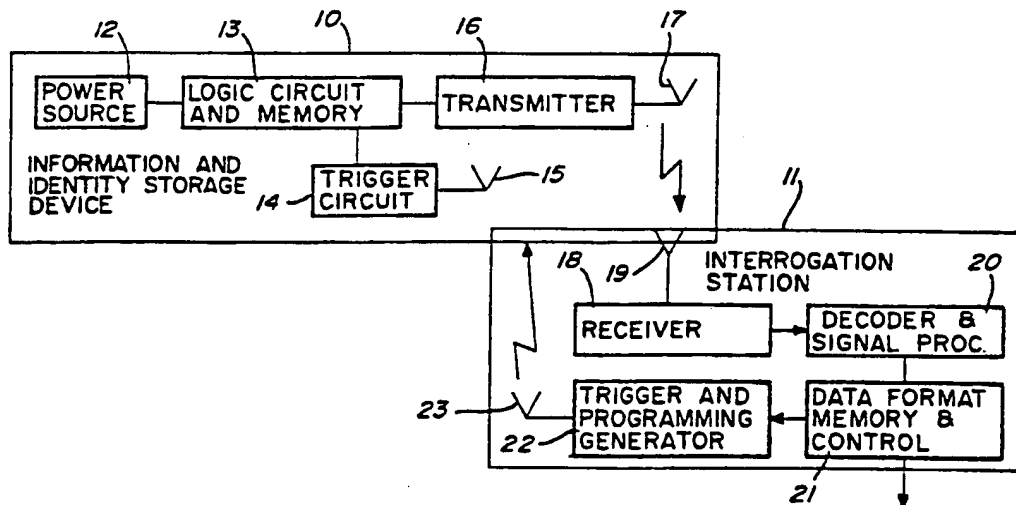 10
12
13
16
17
POWER
SOURCE
LOGIC CIRCUIT
AND MEMORY
TRANSMITTER
INFORMATION AND
IDENTITY STORAGE
DEVICE
14
TRIGGER
CIRCUIT
15
11
18
19
INTERROGATION
STATION
20
RECEIVER
DECODER &
SIGNAL PROC.
23
TRIGGER AND
PROGRAMMING
GENERATOR
22
DATA FORMAT
MEMORY &
CONTROL
21